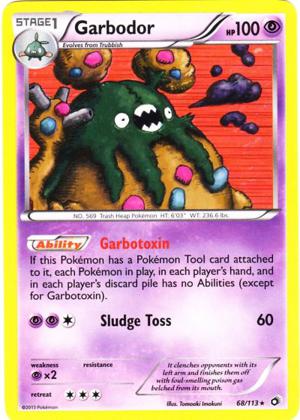 STAGE1
Garbodor
HP100
Evolves from Trubbish
NO. 569 Trash Heap Pokémon HT: 6'03" WT: 236.6 lbs.
Ability Garbotoxin
If this Pokémon has a Pokémon Tool card attached to
it, each Pokémon in play, in each player's hand, and
in each player's discard pile has no Abilities (except
for Garbotoxin).
Sludge Toss 60
weakness resistance
×2
retreat
It clenches opponents with its
left arm and finishes them off
with foul-smelling poison gas
belched from its mouth.
Illus. Tomoaki Imakuni
68/113 ★
©2013 Pokémon